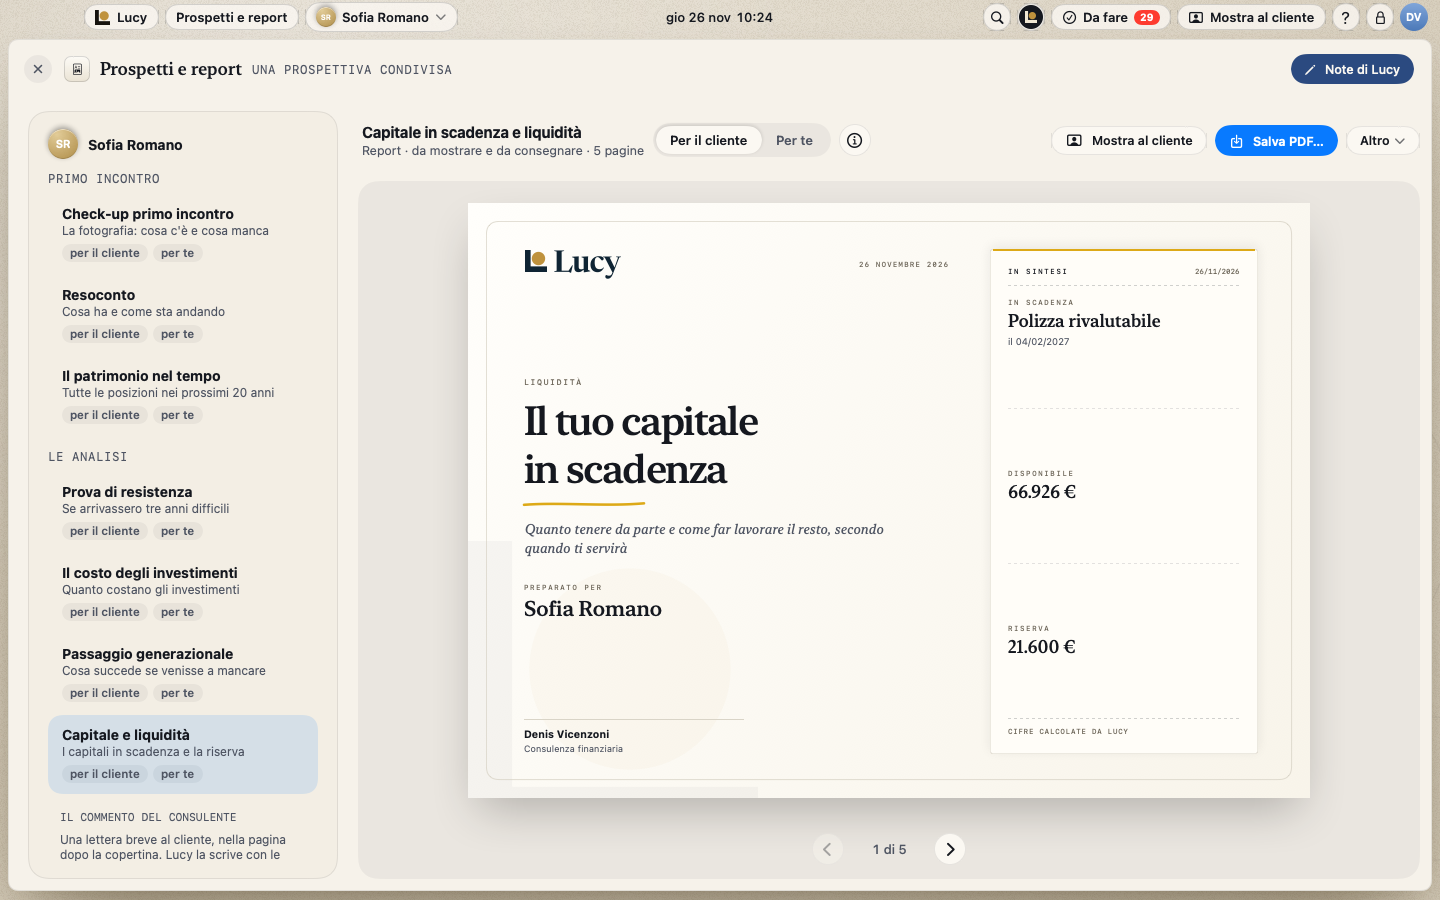 Lucy
Prospetti e report
SR Sofia Romano
gio 26 nov 10:24
Da fare 29
Mostra al cliente
?
DV
Prospetti e report UNA PROSPETTIVA CONDIVISA
Note di Lucy
SR Sofia Romano
PRIMO INCONTRO
Check-up primo incontro
La fotografia: cosa c'è e cosa manca
per il cliente per te
Resoconto
Cosa ha e come sta andando
per il cliente per te
Il patrimonio nel tempo
Tutte le posizioni nei prossimi 20 anni
per il cliente per te
LE ANALISI
Prova di resistenza
Se arrivassero tre anni difficili
per il cliente per te
Il costo degli investimenti
Quanto costano gli investimenti
per il cliente per te
Passaggio generazionale
Cosa succede se venisse a mancare
per il cliente per te
Capitale e liquidità
I capitali in scadenza e la riserva
per il cliente per te
IL COMMENTO DEL CONSULENTE
Una lettera breve al cliente, nella pagina
dopo la copertina. Lucy la scrive con le
Capitale in scadenza e liquidità
Report · da mostrare e da consegnare · 5 pagine
Per il cliente Per te
Mostra al cliente
Salva PDF...
Altro
Lucy
26 NOVEMBRE 2026
LIQUIDITÀ
Il tuo capitale
in scadenza
Quanto tenere da parte e come far lavorare il resto, secondo
quando ti servirà
PREPARATO PER
Sofia Romano
Denis Vicenzoni
Consulenza finanziaria
IN SINTESI 26/11/2026
IN SCADENZA
Polizza rivalutabile
il 04/02/2027
DISPONIBILE
66.926 €
RISERVA
21.600 €
CIFRE CALCOLATE DA LUCY
1 di 5